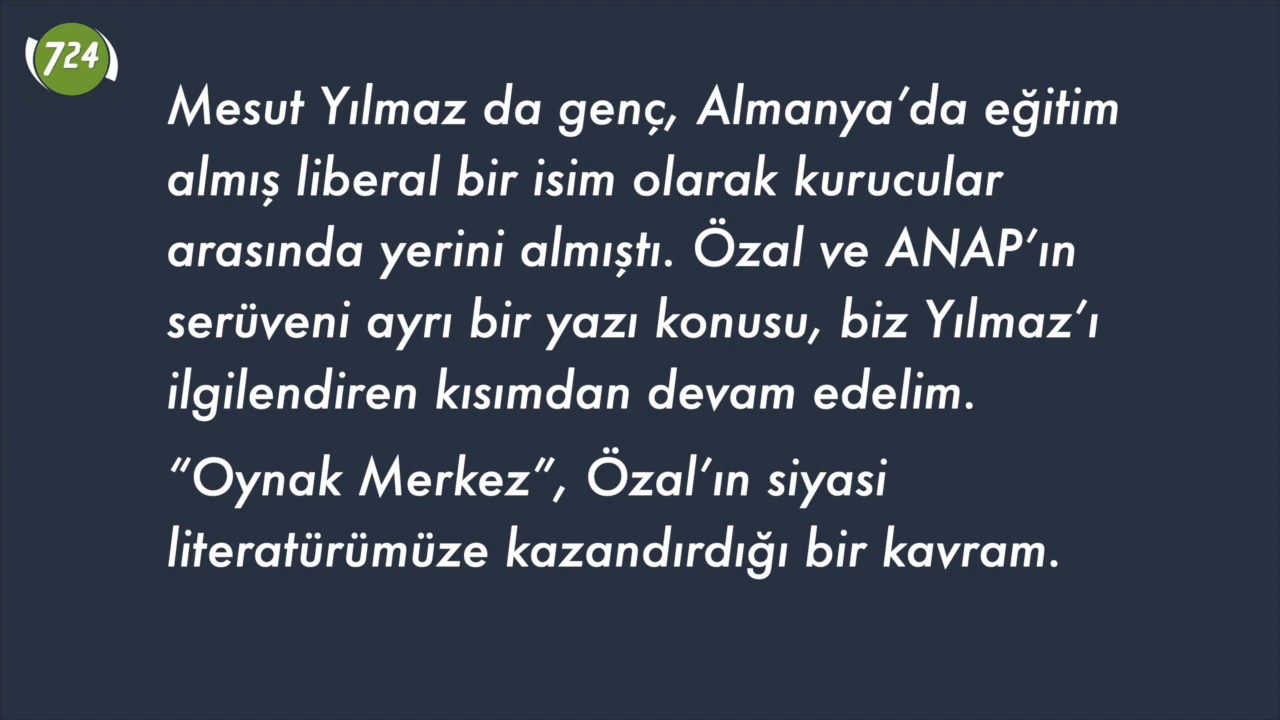 724
Mesut Yılmaz da genç, Almanya’da eğitim
almış liberal bir isim olarak kurucular
arasında yerini almıştı. Özal ve ANAP’ın
serüveni ayrı bir yazı konusu, biz Yılmaz’ı
ilgilendiren kısımdan devam edelim.
“Oynak Merkez”, Özal’ın siyasi
literatürümüze kazandırdığı bir kavram.